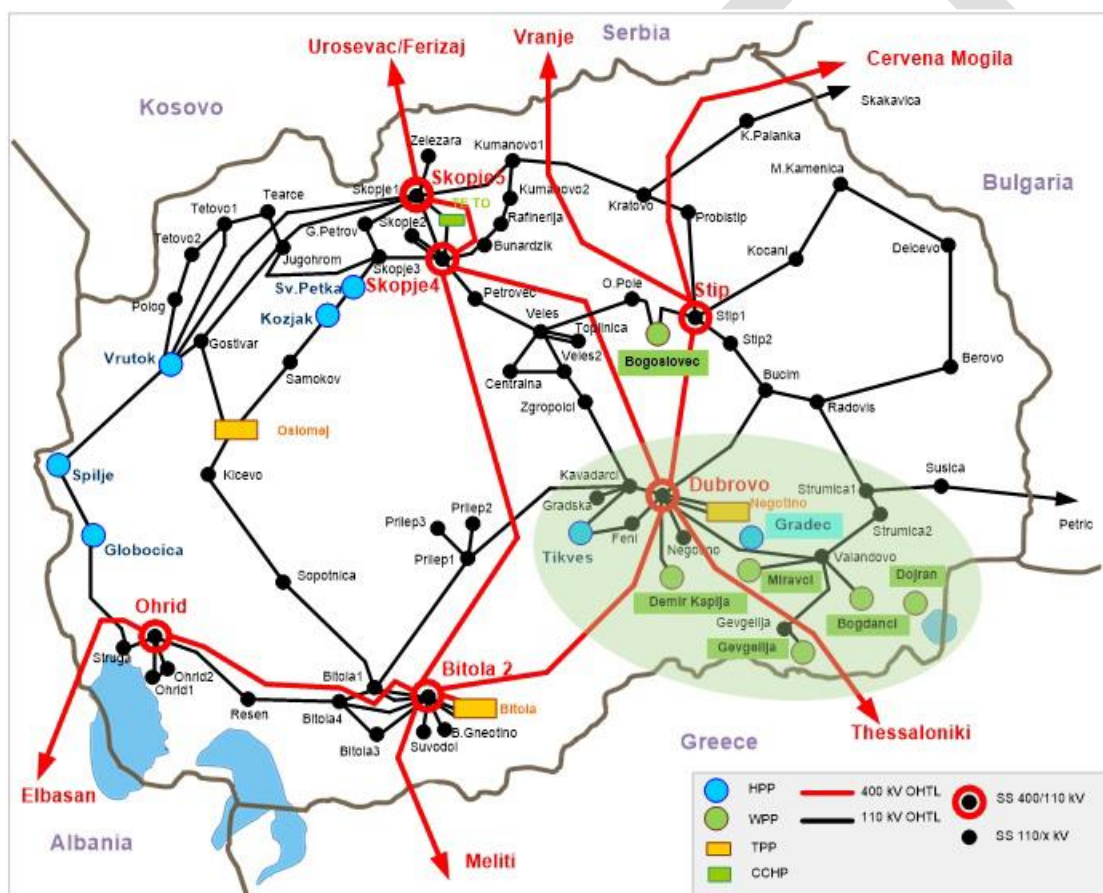 Serbia
Vranje
Urosevac/Ferizaj
Cervena Mogila
Kosovo
Skakavica
Zelezara
Kumanovo1
K.Palanka
M.Kamenica
Bulgaria
Skopje5
Skopje1
Tearce
Kumanovo2
Kratovo
Probistip
Tetovo1
TE TO
Skopje2
G.Petrov
Rafinerija
Tetovo2
Bunardzik
Kocani
Delcevo
Jugohrom
Skopje3
Skopje4
Sv.Petka
Petrovec
O.Pole
Stip
Polog
Kozjak
Veles
Stip1
Toplinica
Gostivar
Stip2
Vrutok
Samokov
Veles2
Bogoslovec
Berovo
Centralna
Bucim
Zgropolci
Radovis
Oslomej
Spilje
Kicevo
Kavadarci
Dubrovo
Susica
Strumica1
Gradska
Negotino
Prilep2
Prilep3
Petric
Gradec
Strumica2
Globocica
Tikves
Feni
Negotino
Valandovo
Prilep1
Sopotnica
Miravci
Dojran
Demir Kapija
Bogdanci
Ohrid
Gevgelija
Gevgelija
Struga
Ohrid2
Ohrid1
Bitola1
Bitola 2
Resen
Bitola4
Bitola
Bitola3
Suvodol
B.Gneotino
Thessaloniki
Greece
Elbasan
Albania
Meliti
HPP
400 kV OHTL
SS 400/110 kV
WPP
110 kV OHTL
TPP
SS 110/x kV
CCHP